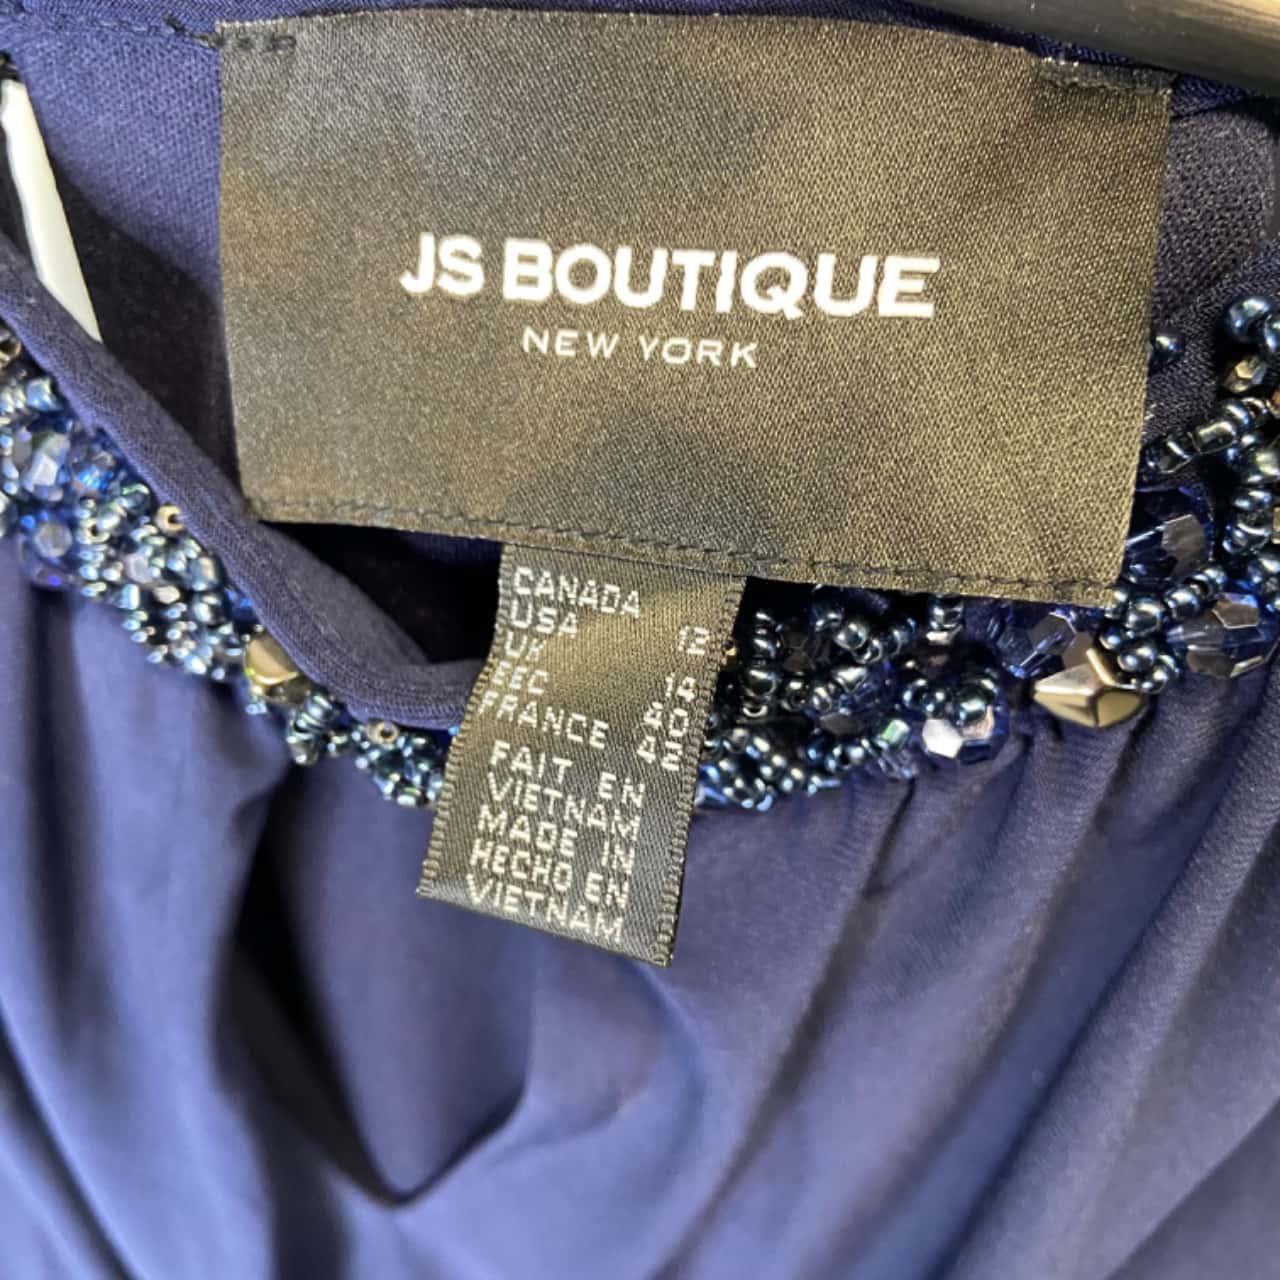 JS BOUTIQUE
NEW YORK
CANADA
USA 12
UK
EEC
FRANCE
FAIT EN
VIETNAM
MADE IN
HECHO EN
VIETNAM